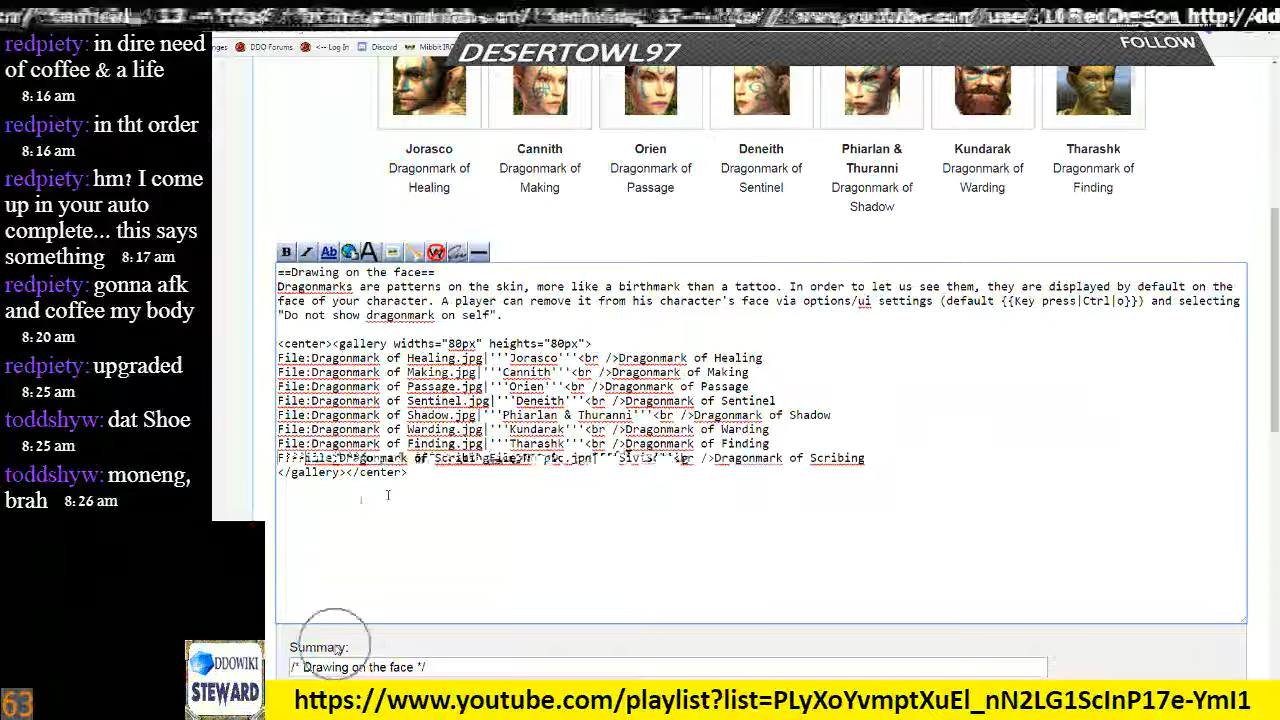 DESERTOWL97
FOLLOW
redpiety: in dire need
of coffee & a life
8:16 am
redpiety: in tht order
8:16 am
redpiety: hm? I come
up in your auto
complete... this says
something 8:17 am
redpiety: gonna afk
and coffee my body
8:20 am
redpiety: upgraded
8:25 am
toddshyw: dat Shoe
8:25 am
toddshyw: moneng,
brah 8:26 am
DDO Forums
<-- Log In
Discord
Mibbit IRC
Jorasco
Dragonmark of
Healing
Cannith
Dragonmark of
Making
Orien
Dragonmark of
Passage
Deneith
Dragonmark of
Sentinel
Phiarlan &
Thuranni
Dragonmark of
Shadow
Kundarak
Dragonmark of
Warding
Tharashk
Dragonmark of
Finding
B I Ab A W
==Drawing on the face==
Dragonmarks are patterns on the skin, more like a birthmark than a tattoo. In order to let us see them, they are displayed by default on the
face of your character. A player can remove it from his character's face via options/ui settings (default {{Key press|Ctrl|o}}) and selecting
"Do not show dragonmark on self".
<center><gallery widths="80px" heights="80px">
File:Dragonmark of Healing.jpg|'''Jorasco'''<br />Dragonmark of Healing
File:Dragonmark of Making.jpg|'''Cannith'''<br />Dragonmark of Making
File:Dragonmark of Passage.jpg|'''Orien'''<br />Dragonmark of Passage
File:Dragonmark of Sentinel.jpg|'''Deneith'''<br />Dragonmark of Sentinel
File:Dragonmark of Shadow.jpg|'''Phiarlan & Thuranni'''<br />Dragonmark of Shadow
File:Dragonmark of Warding.jpg|'''Kundarak'''<br />Dragonmark of Warding
File:Dragonmark of Finding.jpg|'''Tharashk'''<br />Dragonmark of Finding
/>Dragonmark of Scribing
</gallery></center>
Summary:
/* Drawing on the face */
DDOWIKI
STEWARD
63
https://www.youtube.com/playlist?list=PLyXoYvmptXuEl_nN2LG1ScInP17e-YmI1